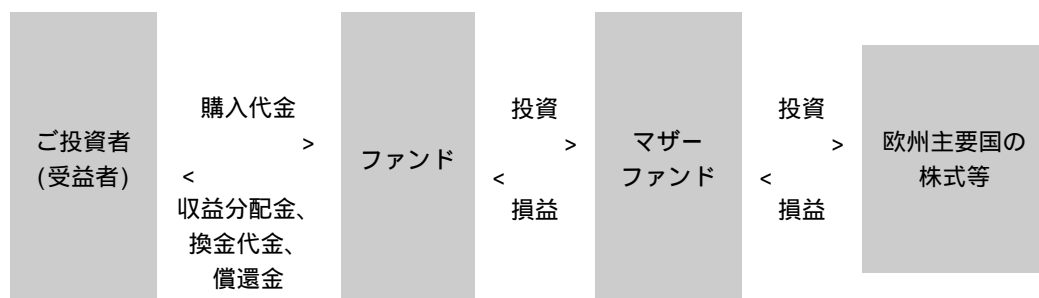 ご投資者
(受益者)
購入代金
>
<
収益分配金、
換金代金、
償還金
ファンド
投資
>
<
損益
マザー
ファンド
投資
>
<
損益
欧州主要国の
株式等